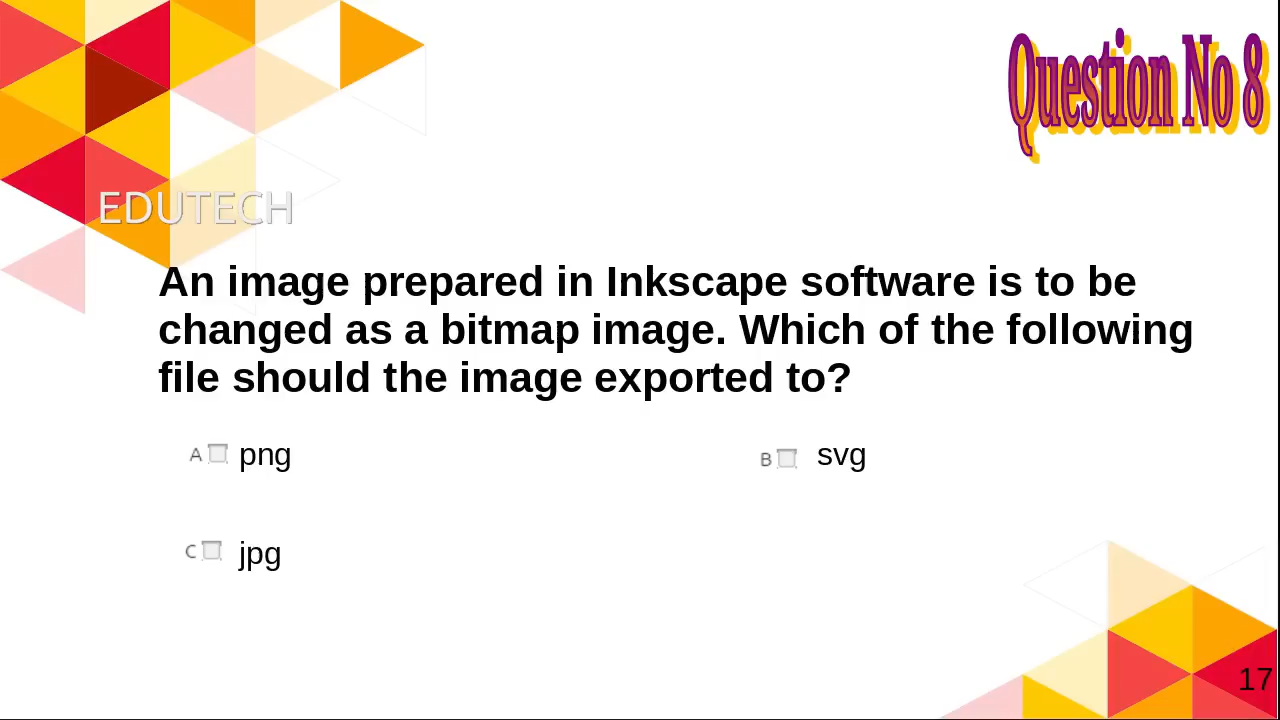 Question No 8
EDUTECH
An image prepared in Inkscape software is to be
changed as a bitmap image. Which of the following
file should the image exported to?
A png
B svg
C jpg
17